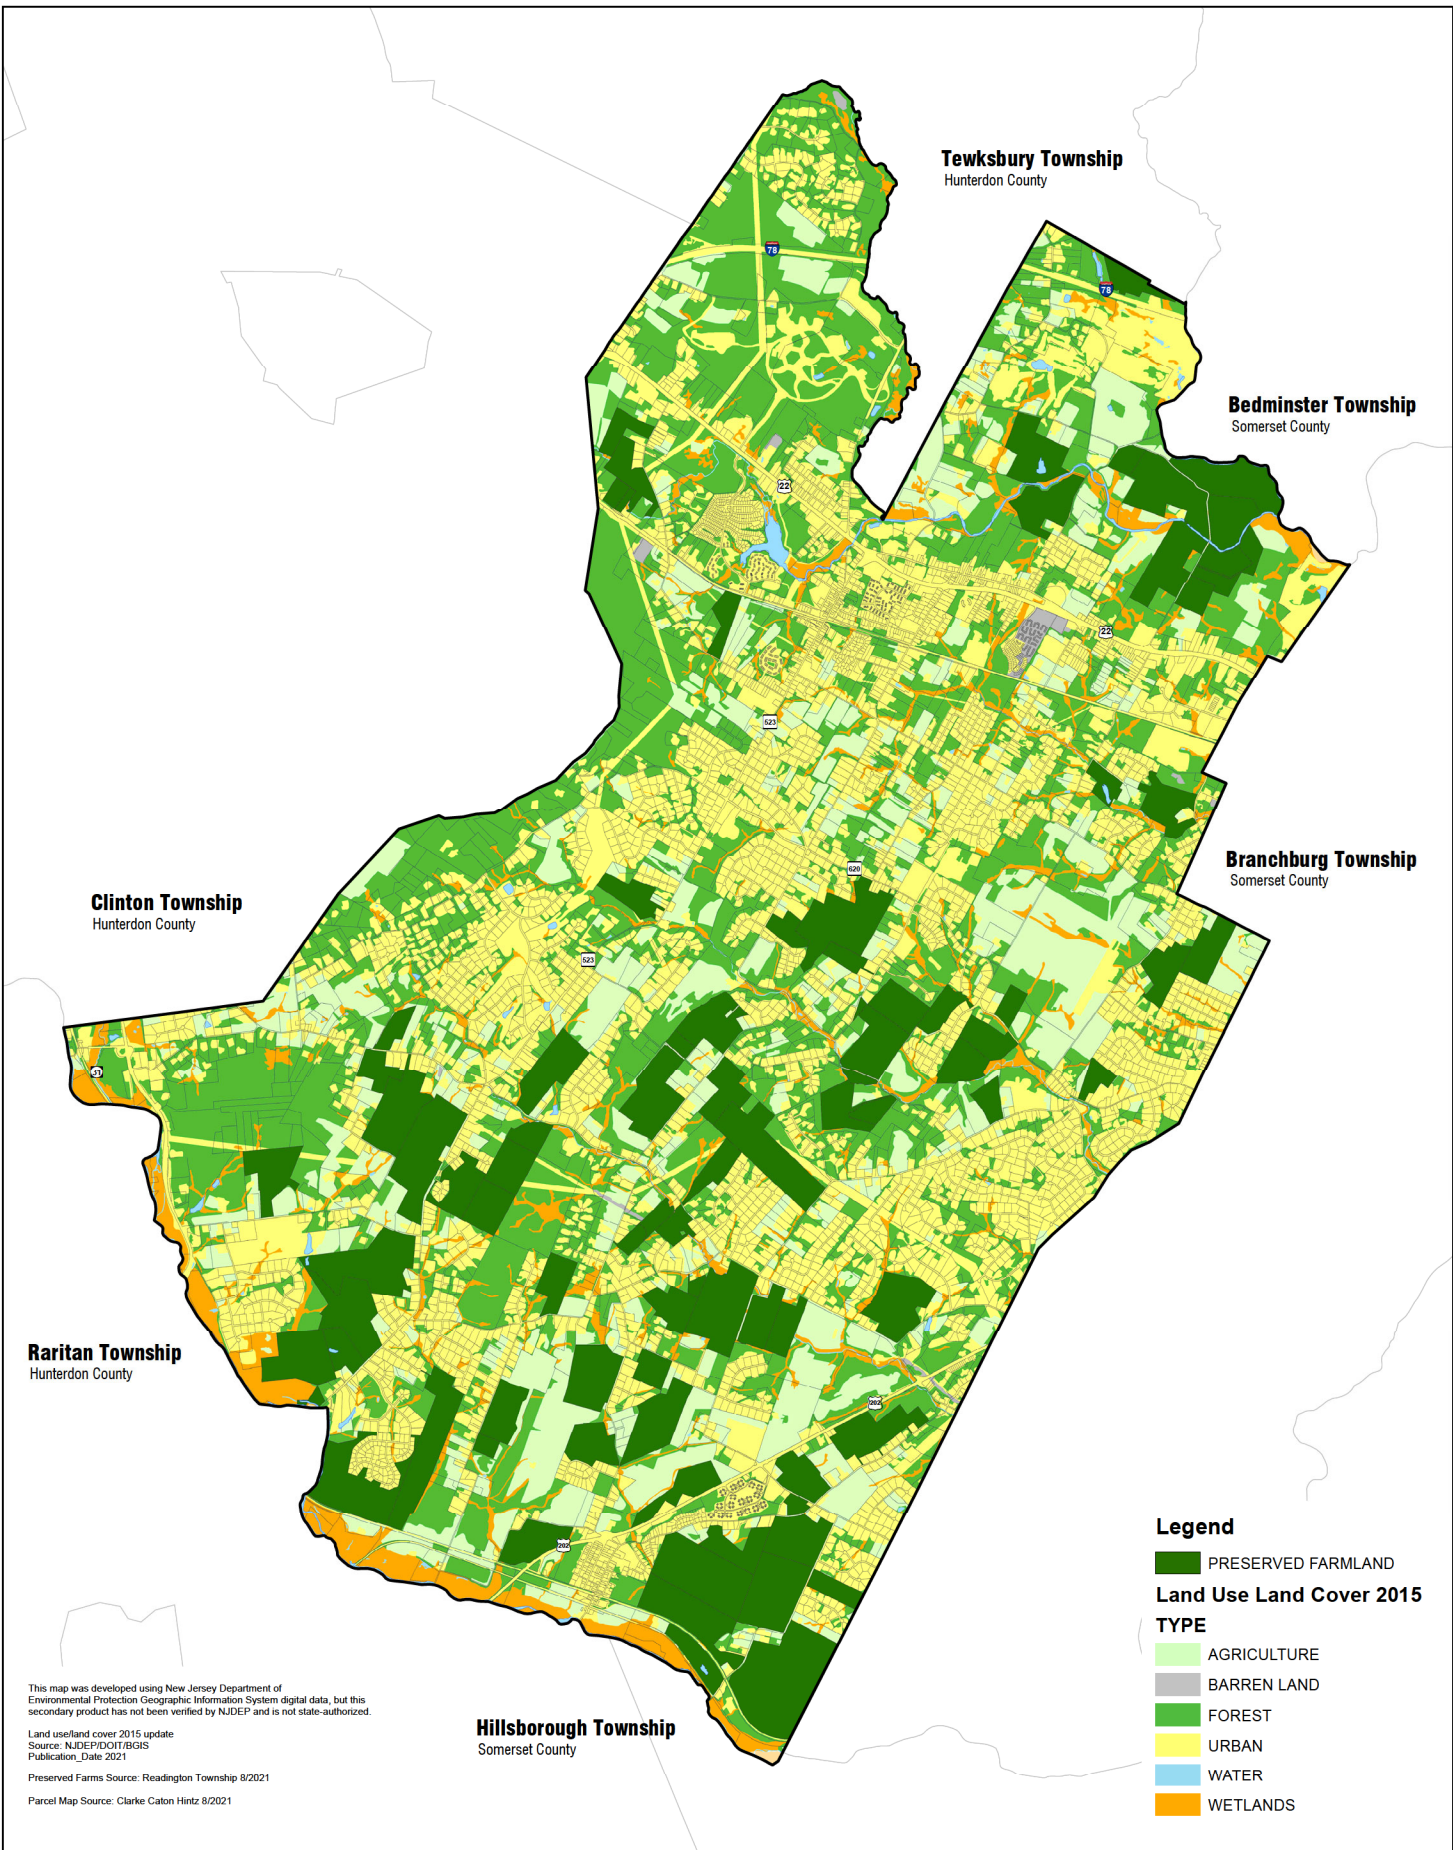 Tewksbury Township
Hunterdon County
78
78
Bedminster Township
Somerset County
22
22
523
620
Branchburg Township
Somerset County
Clinton Township
Hunterdon County
523
31
Raritan Township
Hunterdon County
202
202
Legend
PRESERVED FARMLAND
Land Use Land Cover 2015
TYPE
AGRICULTURE
BARREN LAND
FOREST
URBAN
WATER
WETLANDS
This map was developed using New Jersey Department of
Environmental Protection Geographic Information System digital data, but this
secondary product has not been verified by NJDEP and is not state-authorized.
Land use/land cover 2015 update
Source: NJDEP/DOIT/BGIS
Publication_Date 2021
Preserved Farms Source: Readington Township 8/2021
Parcel Map Source: Clarke Caton Hintz 8/2021
Hillsborough Township
Somerset County